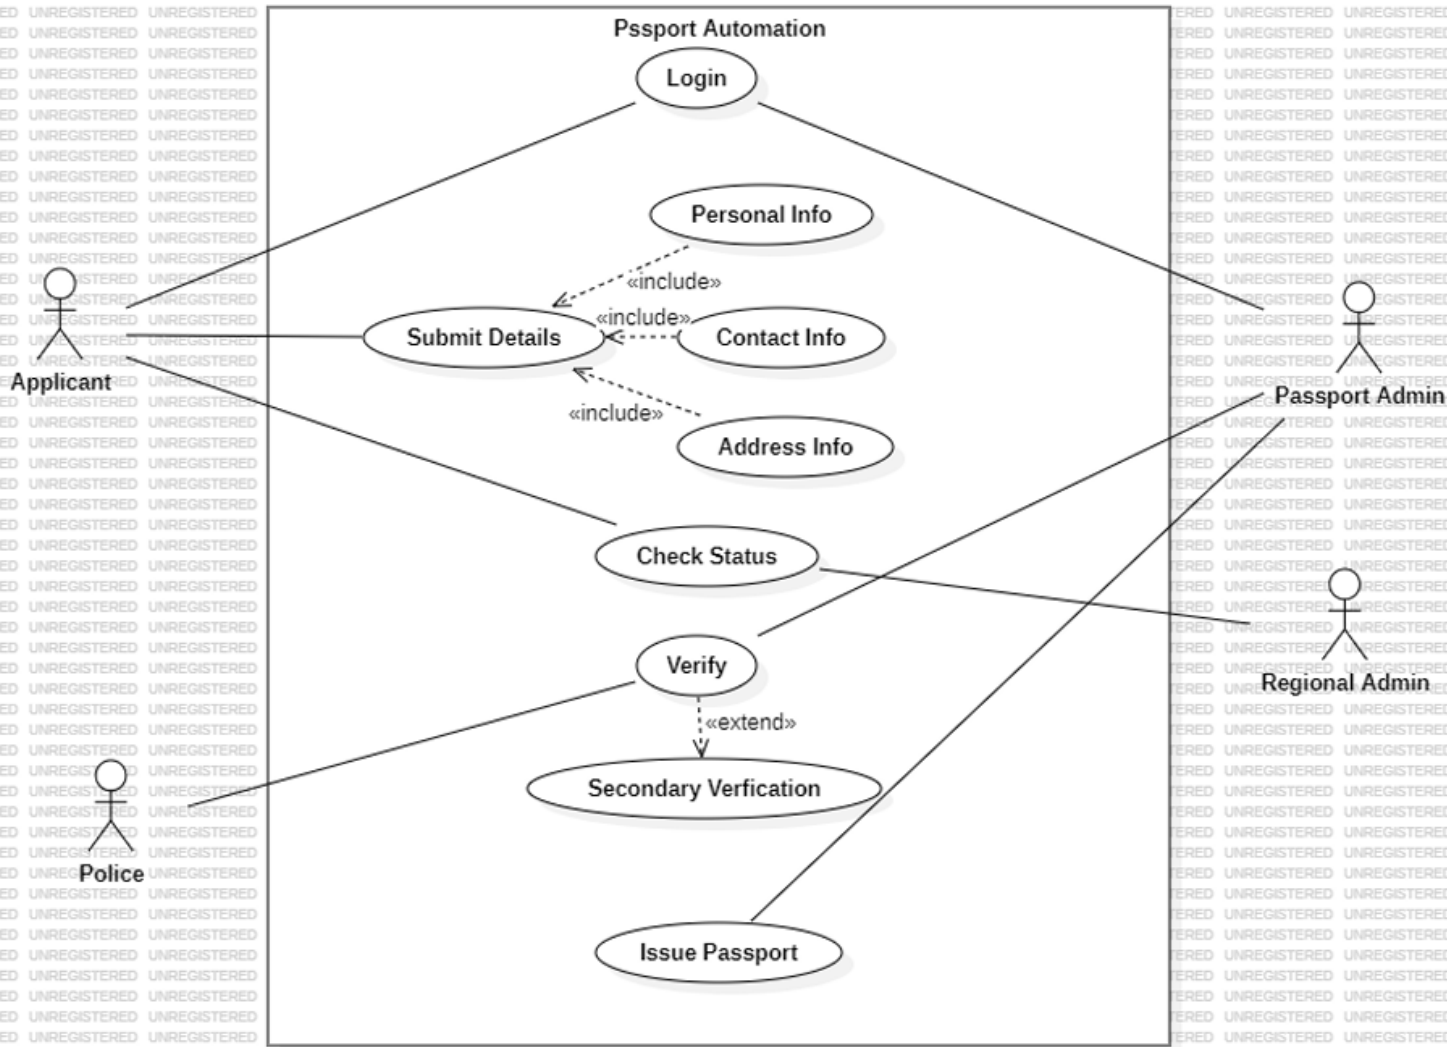 Pssport Automation
Login
Personal Info
«include»
«include»
Submit Details
Contact Info
Applicant
Passport Admin
«include»
Address Info
Check Status
Verify
Regional Admin
«extend»
Secondary Verfication
Police
Issue Passport
UNREGISTERED